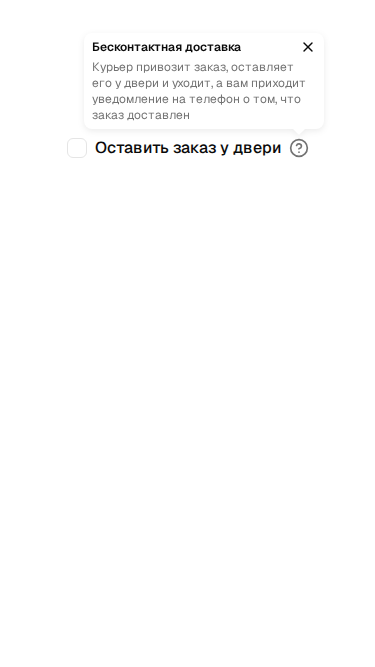 Бесконтактная доставка
Курьер привозит заказ, оставляет
его у двери и уходит, а вам приходит
уведомление на телефон о том, что
заказ доставлен
Оставить заказ у двери